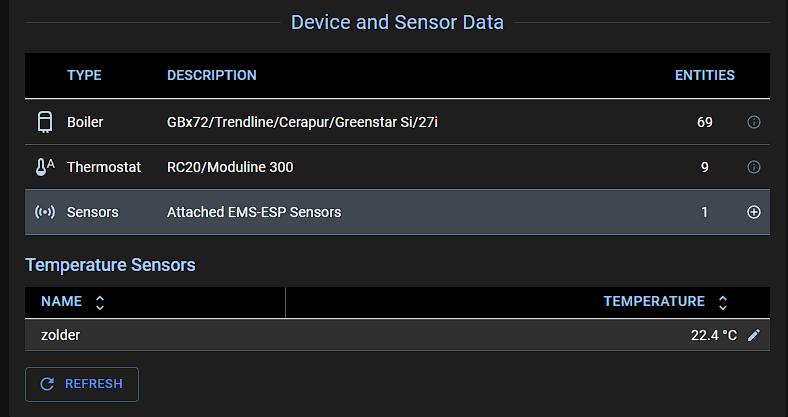 Device and Sensor Data
TYPE DESCRIPTION ENTITIES
Boiler GBx72/Trendline/Cerapur/Greenstar Si/27i 69
A Thermostat RC20/Moduline 300 9
Sensors Attached EMS-ESP Sensors 1
Temperature Sensors
NAME TEMPERATURE
zolder 22.4 °C
REFRESH